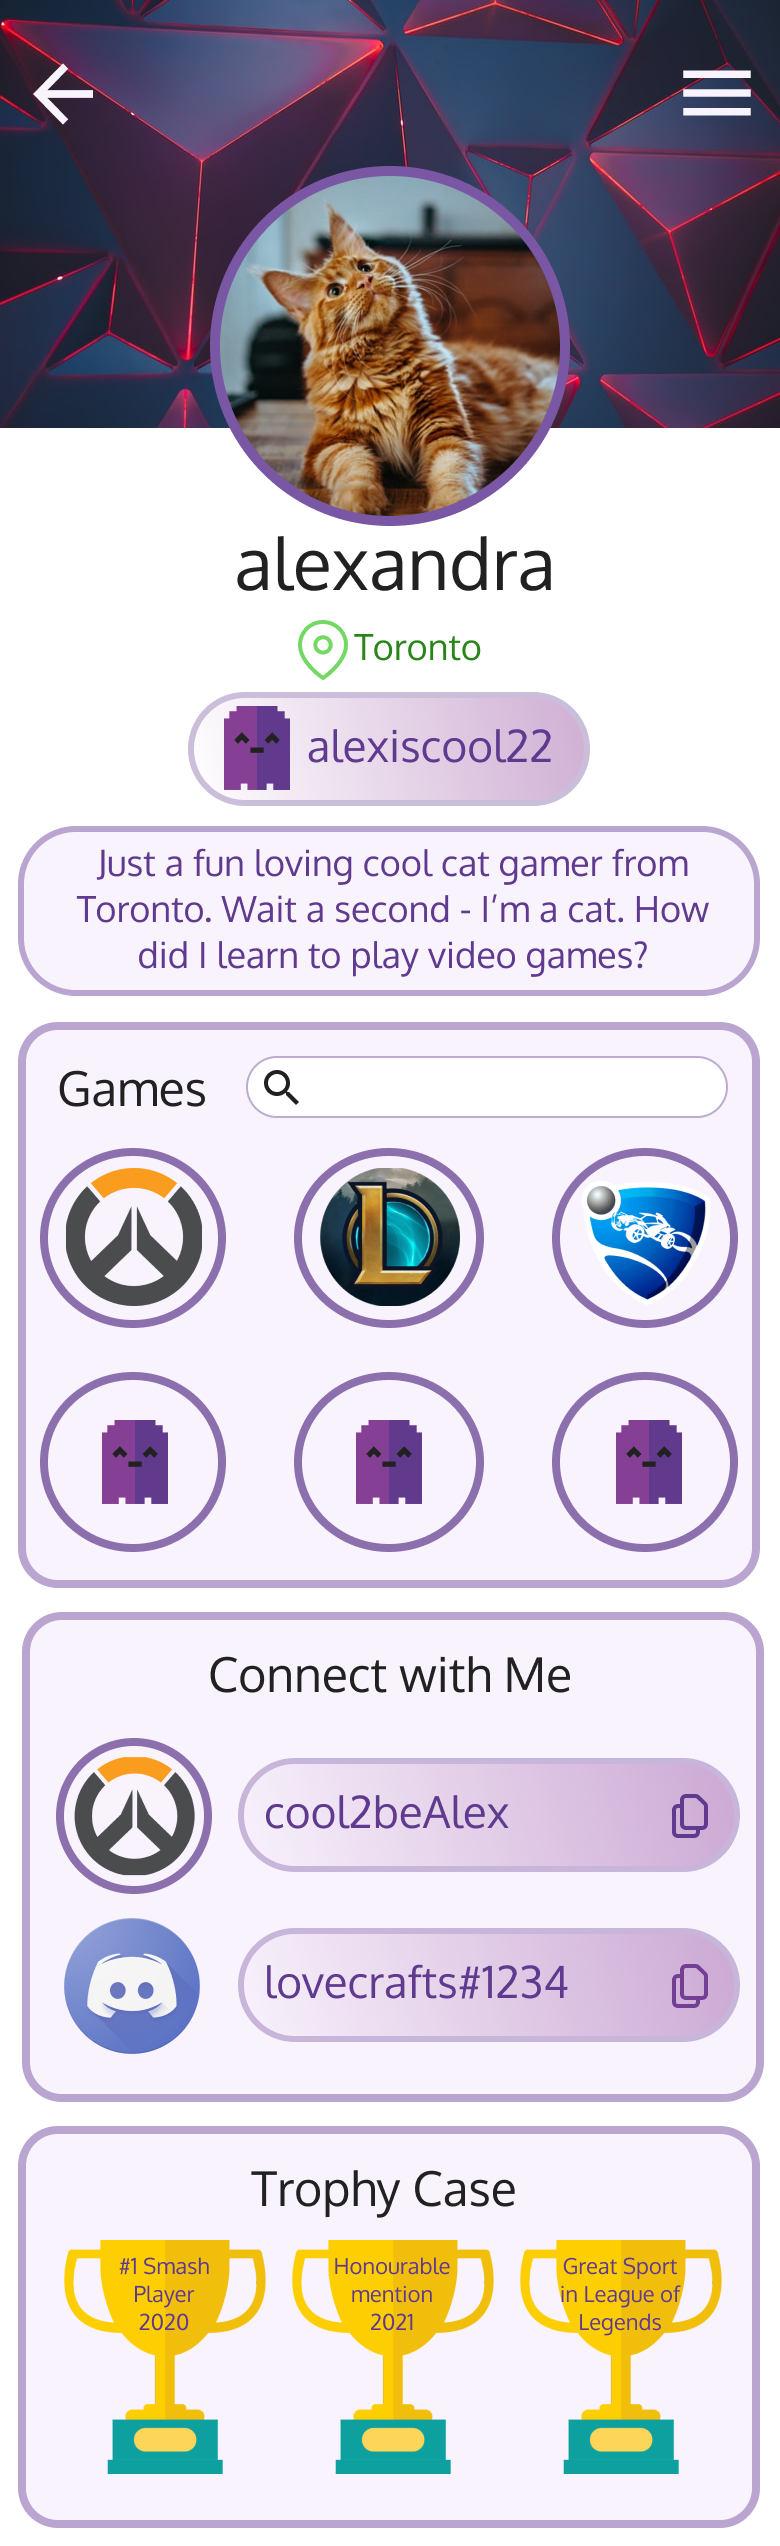 alexandra
Toronto
alexiscool22
Just a fun loving cool cat gamer from
Toronto. Wait a second - I'm a cat. How
did I learn to play video games?
Games
Connect with Me
cool2beAlex
lovecrafts#1234
Trophy Case
#1 Smash
Player
2020
Honourable
mention
2021
Great Sport
in League of
Legends